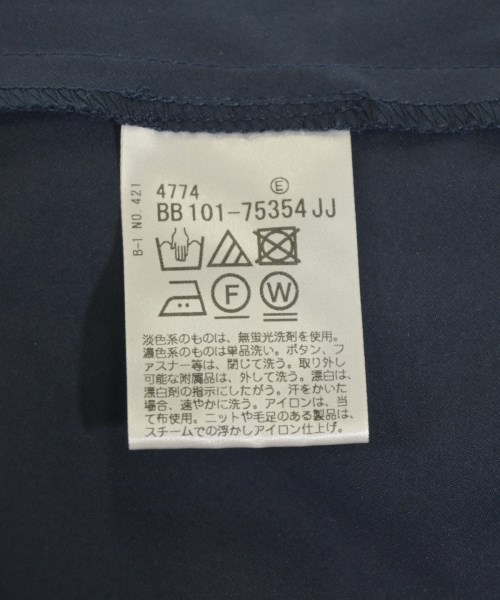 B-1 NO. 421
4774 E
BB 101-75354 JJ
F W
淡色系のものは、無蛍光洗剤を使用。
濃色系のものは単品洗い。ボタン、フ
ァスナー等は、閉じて洗う。取り外し
可能な附属品は、外して洗う。漂白は、
漂白剤の指示にしたがう。汗をかいた
場合、速やかに洗う。アイロンは、当
て布使用。ニットや毛足のある製品は、
スチームでの浮かしアイロン仕上げ。